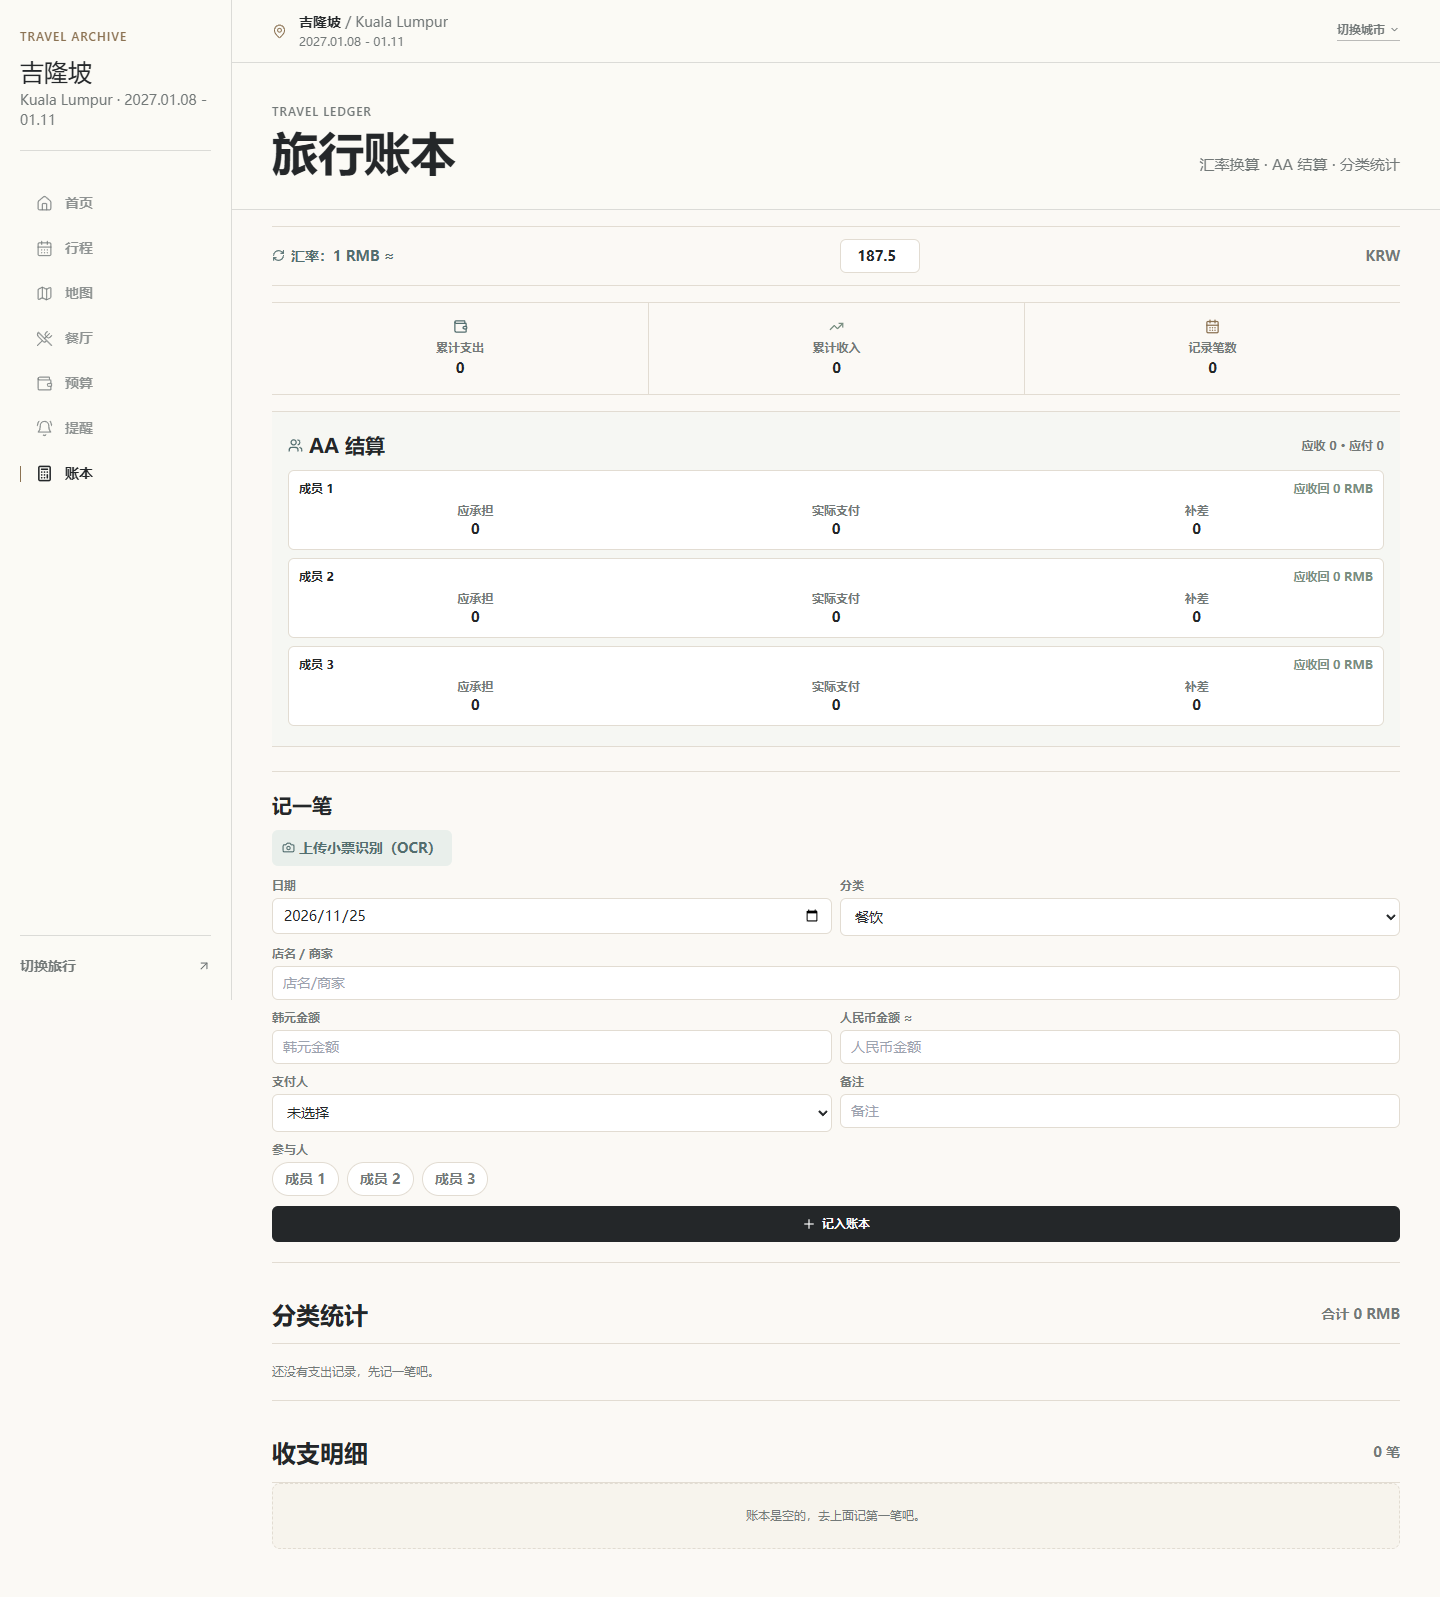 TRAVEL ARCHIVE
吉隆坡
Kuala Lumpur · 2027.01.08 -
01.11
首页
行程
地图
餐厅
预算
提醒
账本
切换旅行
吉隆坡 / Kuala Lumpur
2027.01.08 - 01.11
切换城市
TRAVEL LEDGER
旅行账本
汇率换算 · AA 结算 · 分类统计
汇率：1 RMB ≈
187.5
KRW
累计支出
0
累计收入
0
记录笔数
0
AA 结算
应收 0 • 应付 0
成员 1
应收回 0 RMB
应承担
0
实际支付
0
补差
0
成员 2
应收回 0 RMB
应承担
0
实际支付
0
补差
0
成员 3
应收回 0 RMB
应承担
0
实际支付
0
补差
0
记一笔
上传小票识别（OCR）
日期
2026/11/25
分类
餐饮
店名 / 商家
店名/商家
韩元金额
韩元金额
人民币金额 ≈
人民币金额
支付人
未选择
备注
备注
参与人
成员 1
成员 2
成员 3
记入账本
分类统计
合计 0 RMB
还没有支出记录，先记一笔吧。
收支明细
0 笔
账本是空的，去上面记第一笔吧。